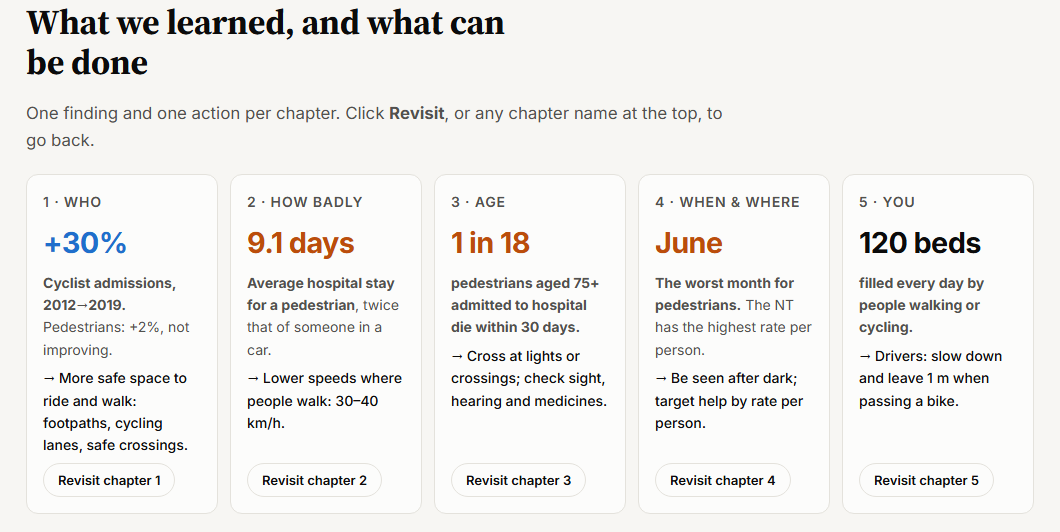 What we learned, and what can
be done
One finding and one action per chapter. Click Revisit, or any chapter name at the top, to
go back.
1 · WHO
+30%
Cyclist admissions,
2012→2019.
Pedestrians: +2%, not
improving.
→ More safe space to
ride and walk:
footpaths, cycling
lanes, safe crossings.
Revisit chapter 1
2 · HOW BADLY
9.1 days
Average hospital stay
for a pedestrian, twice
that of someone in a
car.
→ Lower speeds where
people walk: 30–40
km/h.
Revisit chapter 2
3 · AGE
1 in 18
pedestrians aged 75+
admitted to hospital
die within 30 days.
→ Cross at lights or
crossings; check sight,
hearing and medicines.
Revisit chapter 3
4 · WHEN & WHERE
June
The worst month for
pedestrians. The NT
has the highest rate per
person.
→ Be seen after dark;
target help by rate per
person.
Revisit chapter 4
5 · YOU
120 beds
filled every day by
people walking or
cycling.
→ Drivers: slow down
and leave 1 m when
passing a bike.
Revisit chapter 5